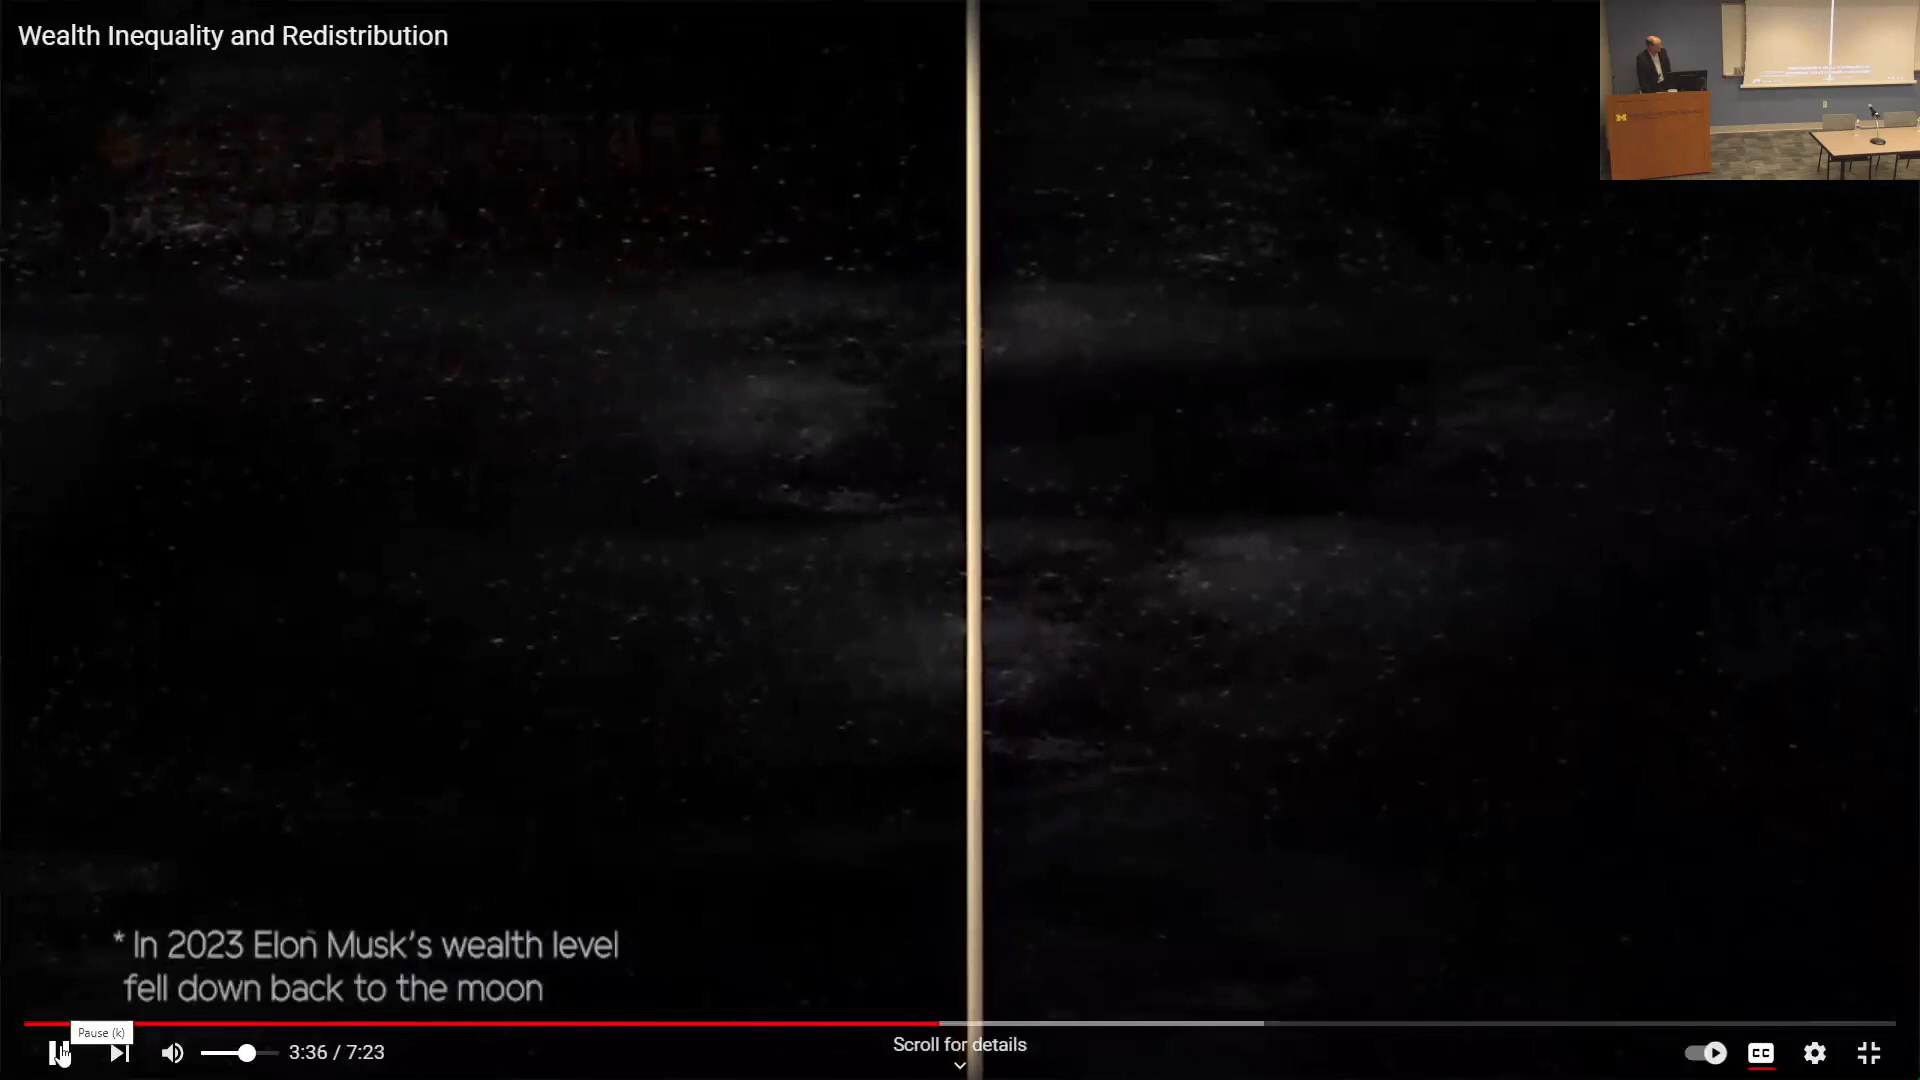 Wealth Inequality and Redistribution
* In 2023 Elon Musk's wealth level
fell down back to the moon
Pause (k)
3:36 / 7:23
Scroll for details
CC